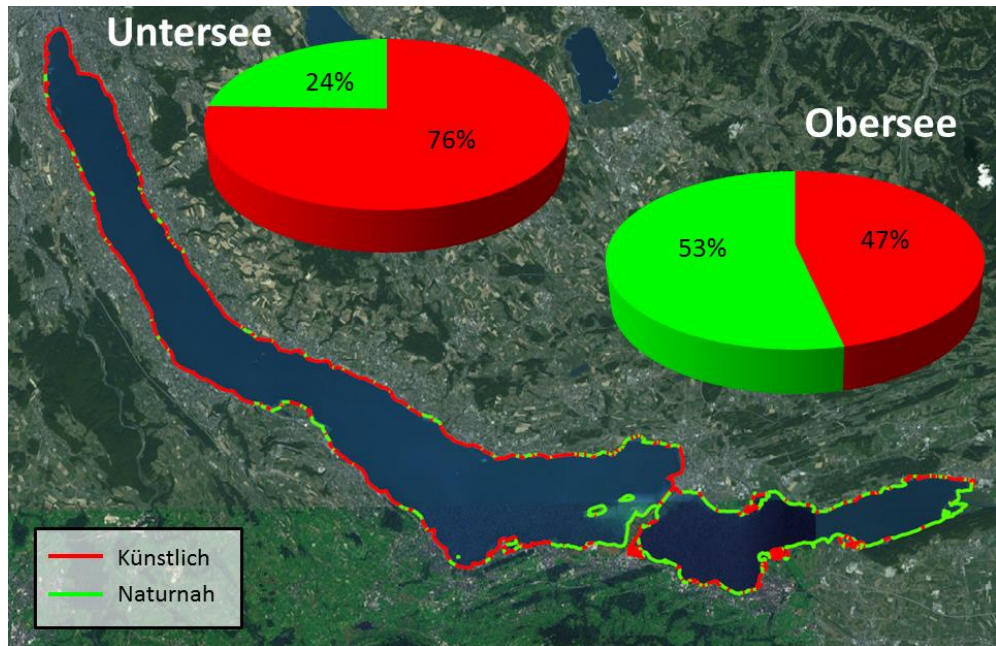 Untersee
24%
76%
Obersee
53%
47%
Künstlich
Naturnah